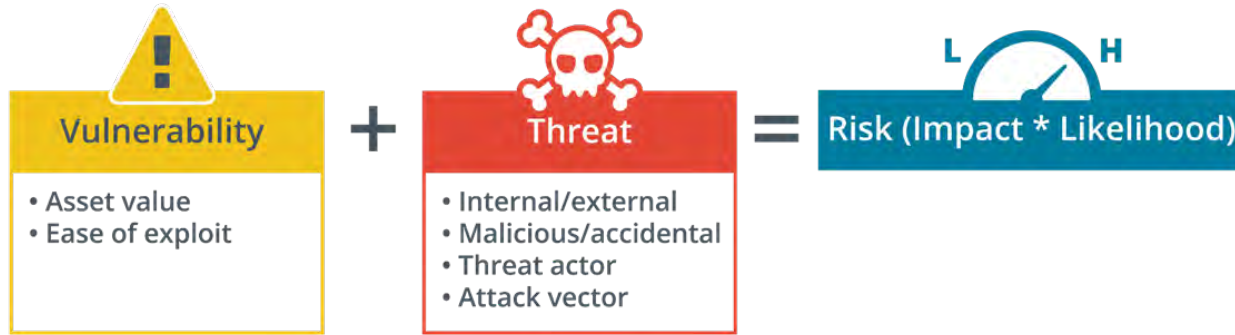 !
L
H
Vulnerability
+
Threat
=
Risk (Impact * Likelihood)
• Asset value
• Ease of exploit
• Internal/external
• Malicious/accidental
• Threat actor
• Attack vector